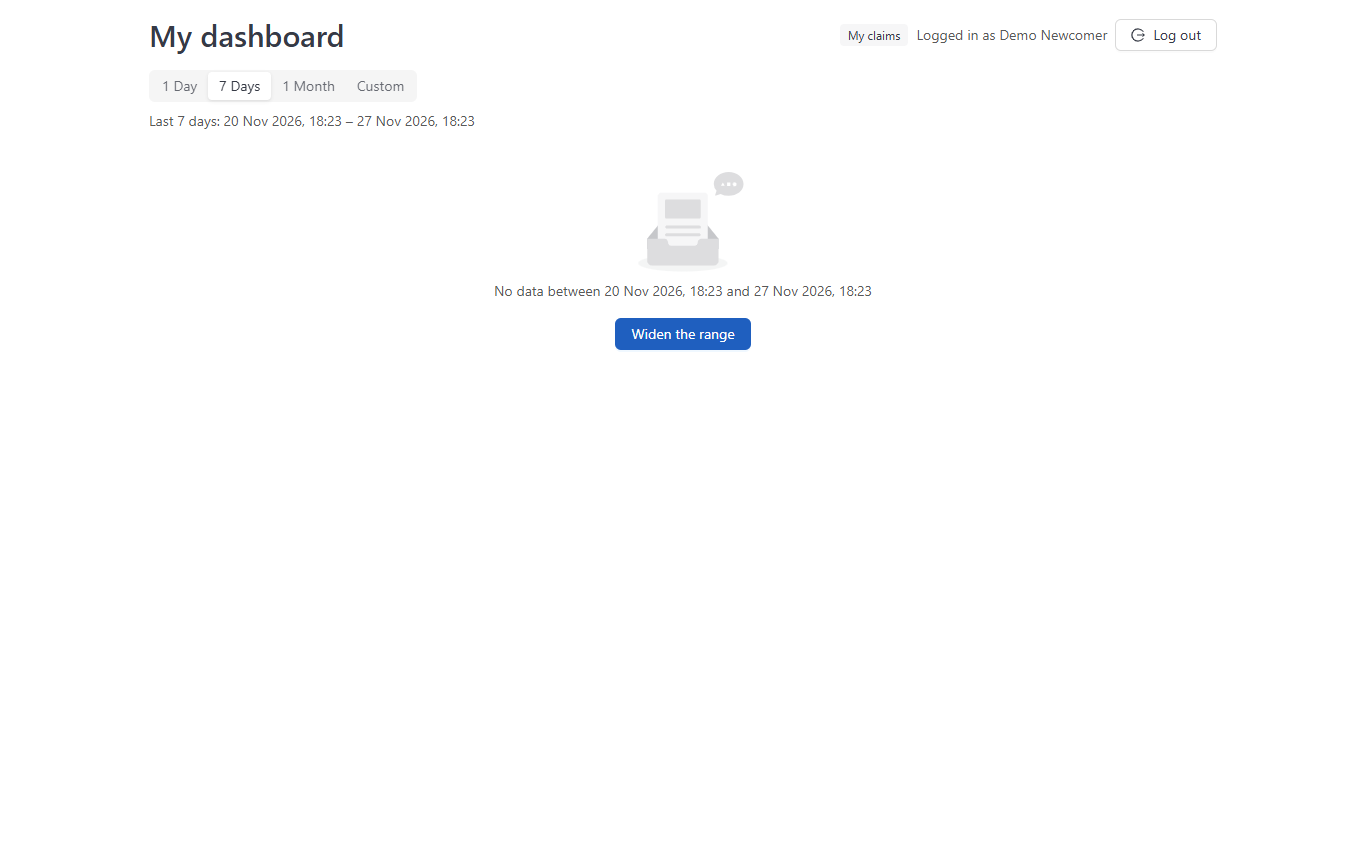 My dashboard
My claims Logged in as Demo Newcomer Log out
1 Day 7 Days 1 Month Custom
Last 7 days: 20 Nov 2026, 18:23 – 27 Nov 2026, 18:23
No data between 20 Nov 2026, 18:23 and 27 Nov 2026, 18:23
Widen the range